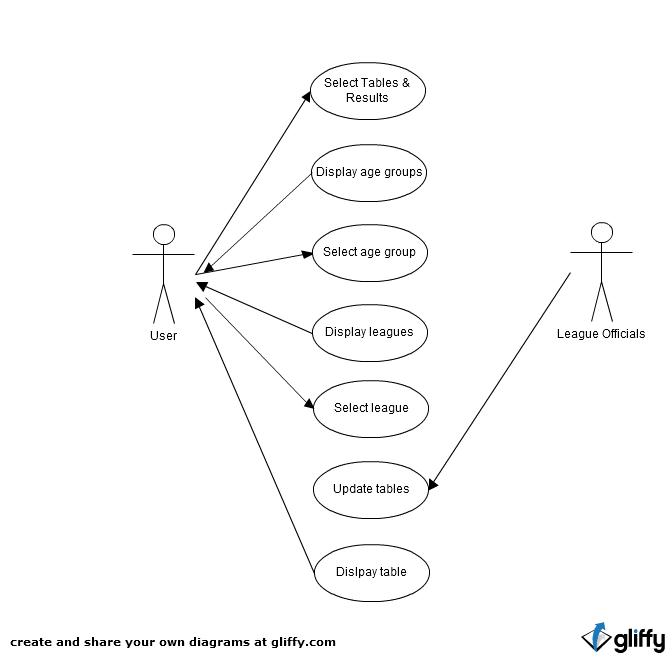 Select Tables &
Results
Display age groups
Select age group
User
Display leagues
League Officials
Select league
Update tables
Dislpay table
create and share your own diagrams at gliffy.com
gliffy